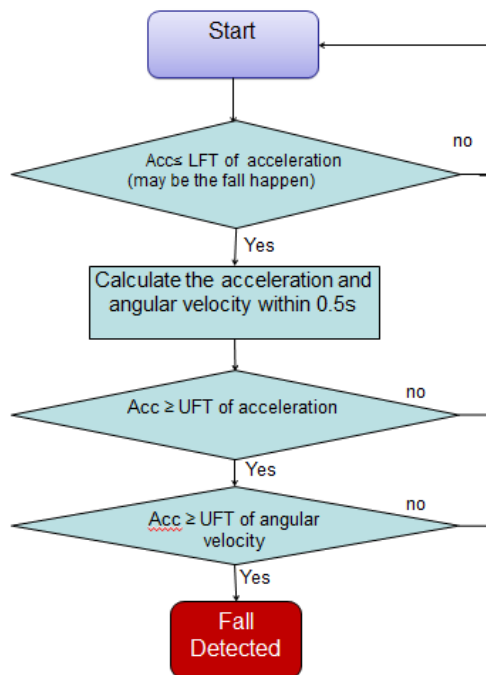 Start
Acc≤ LFT of acceleration
(may be the fall happen)
no
Yes
Calculate the acceleration and
angular velocity within 0.5s
Acc ≥ UFT of acceleration
no
Yes
Acc ≥ UFT of angular
velocity
no
Yes
Fall
Detected